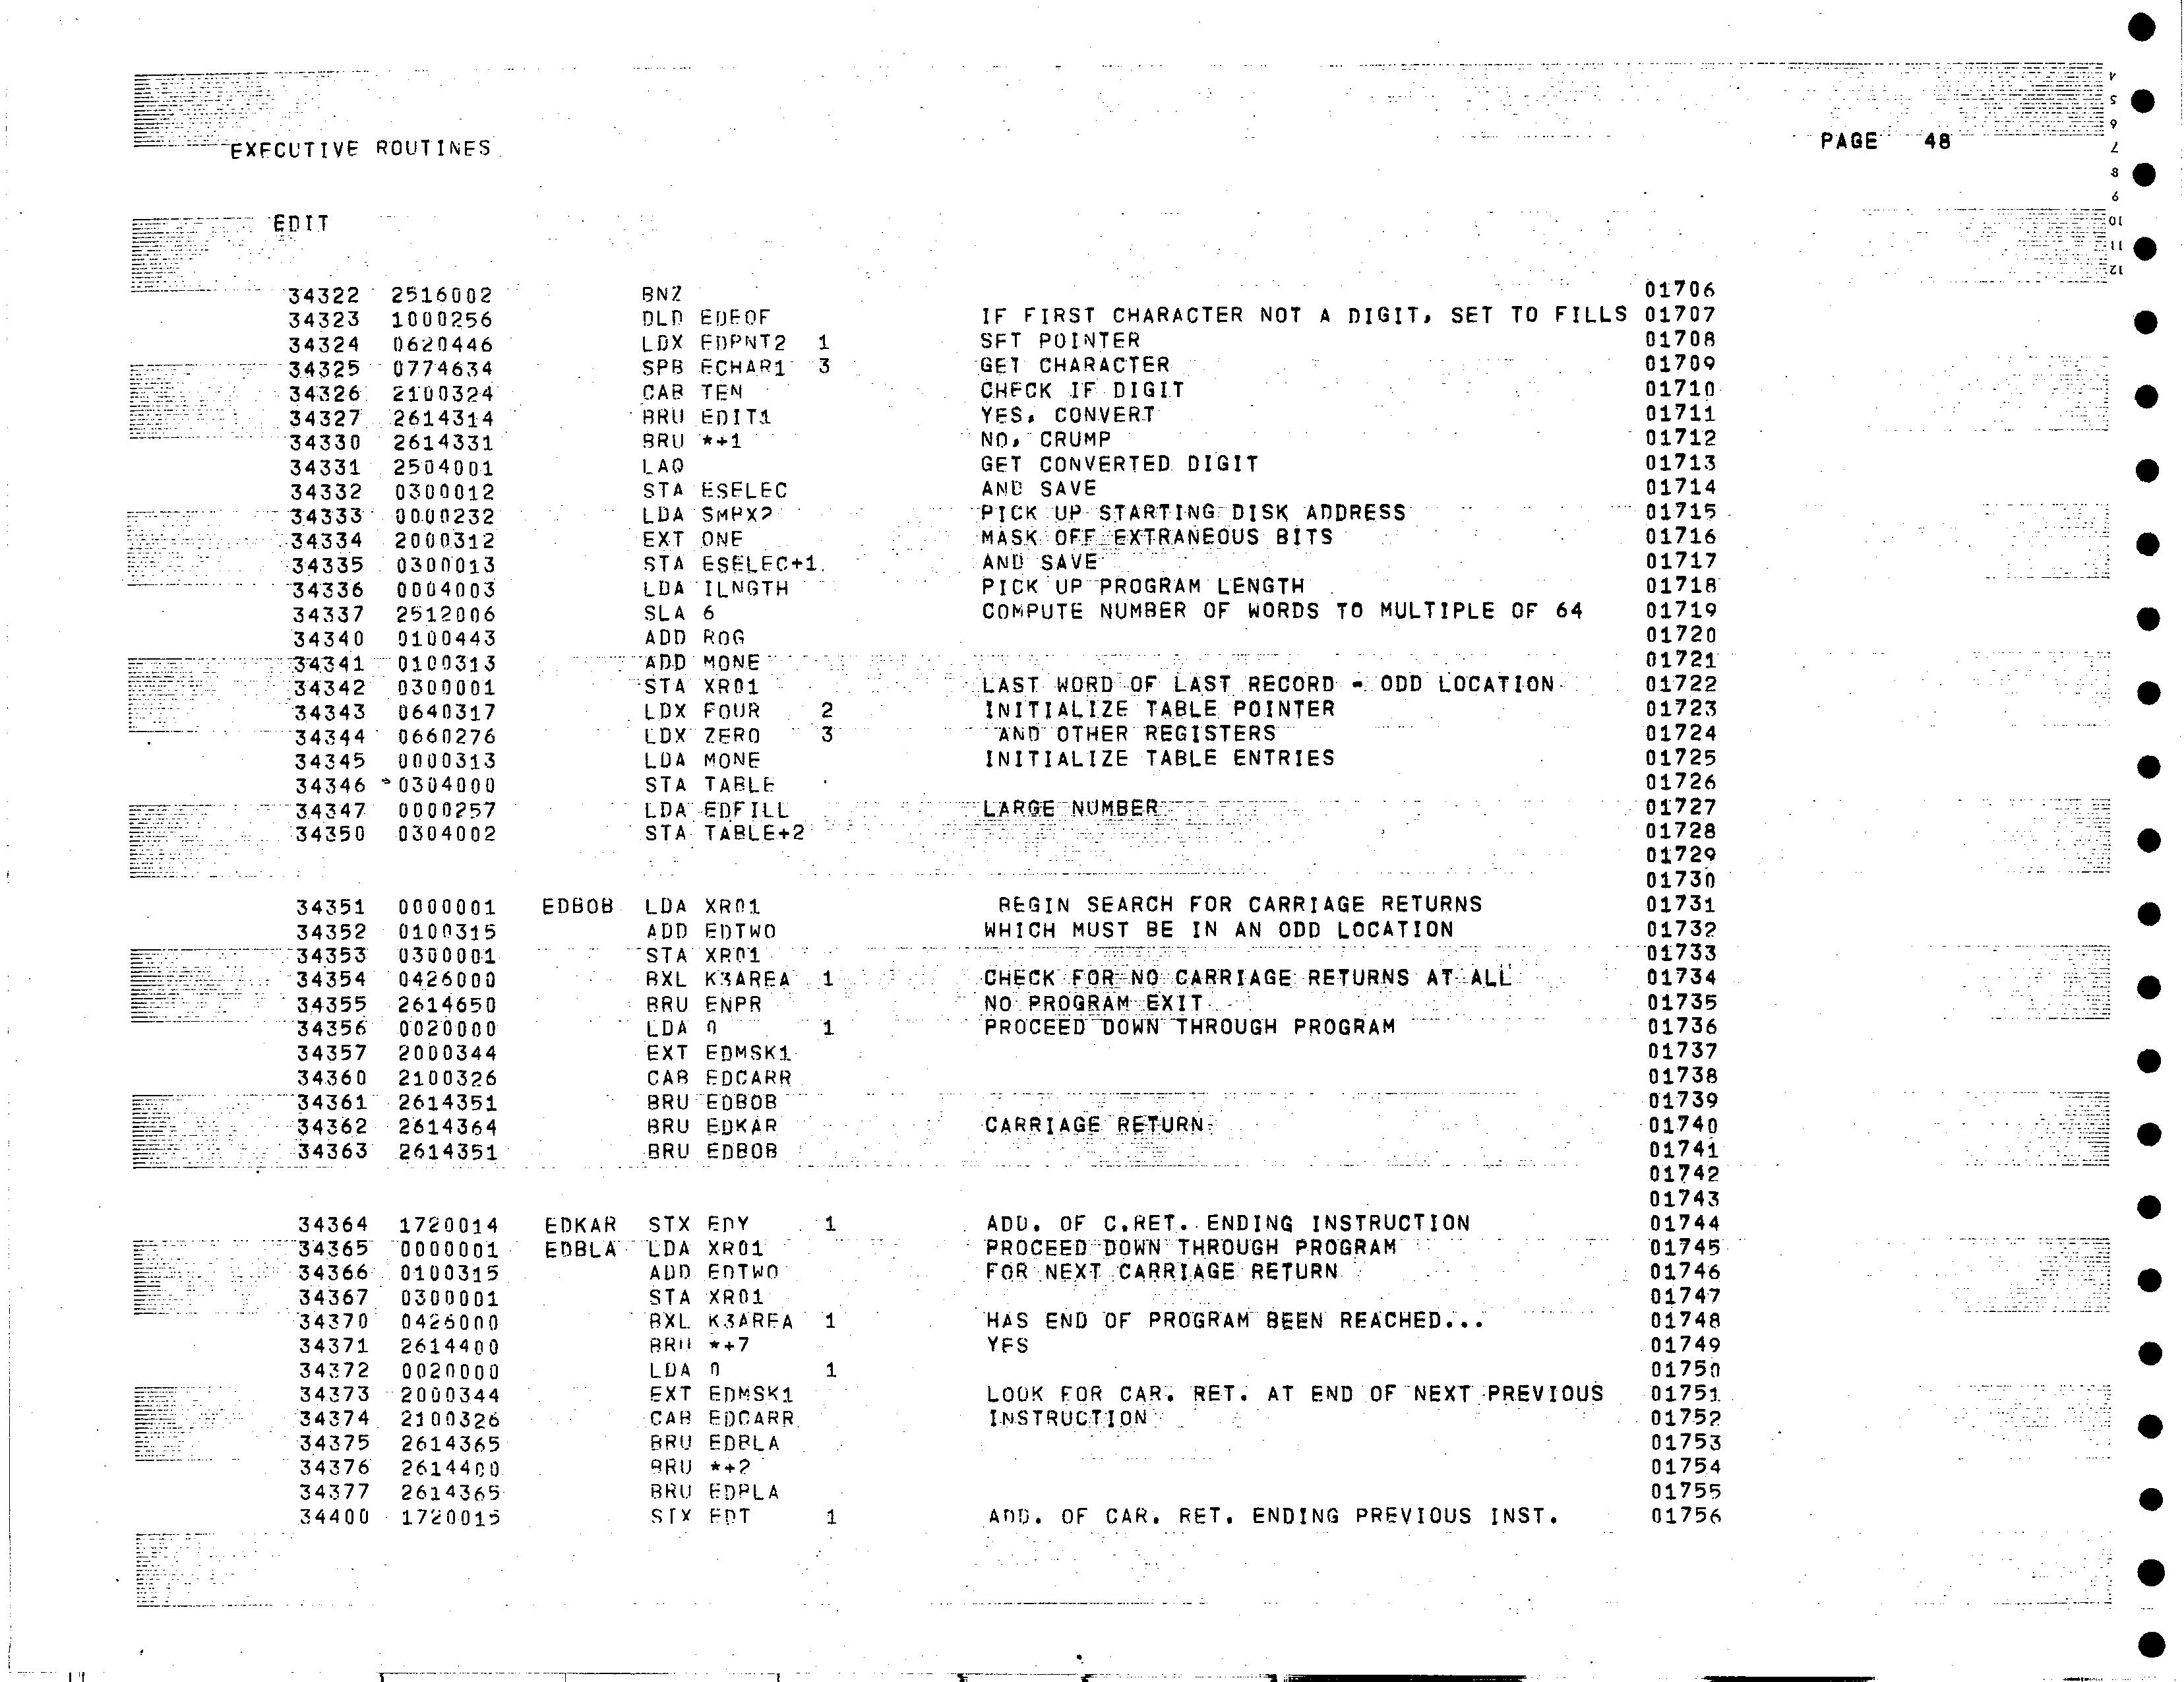 EXECUTIVE ROUTINES PAGE 48
EDIT
34322 2516002 BNZ 01706
34323 1000256 DLD EDEOF IF FIRST CHARACTER NOT A DIGIT, SET TO FILLS 01707
34324 0620446 LDX EDPNT2 1 SET POINTER 01708
34325 0774634 SPB ECHAR1 3 GET CHARACTER 01709
34326 2100324 CAB TEN CHECK IF DIGIT 01710
34327 2614314 BRU EDIT1 YES, CONVERT 01711
34330 2614331 BRU *+1 NO, CRUMP 01712
34331 2504001 LAQ GET CONVERTED DIGIT 01713
34332 0300012 STA ESELEC AND SAVE 01714
34333 0000232 LDA SMPX2 PICK UP STARTING DISK ADDRESS 01715
34334 2000312 EXT ONE MASK OFF EXTRANEOUS BITS 01716
34335 0300013 STA ESELEC+1 AND SAVE 01717
34336 0004003 LDA ILNGTH PICK UP PROGRAM LENGTH 01718
34337 2512006 SLA 6 COMPUTE NUMBER OF WORDS TO MULTIPLE OF 64 01719
34340 0100443 ADD ROG 01720
34341 0100313 ADD MONE 01721
34342 0300001 STA XR01 LAST WORD OF LAST RECORD - ODD LOCATION 01722
34343 0640317 LDX FOUR 2 INITIALIZE TABLE POINTER 01723
34344 0660276 LDX ZERO 3 AND OTHER REGISTERS 01724
34345 0000313 LDA MONE INITIALIZE TABLE ENTRIES 01725
34346 0304000 STA TABLE 01726
34347 0000257 LDA EDFILL LARGE NUMBER 01727
34350 0304002 STA TABLE+2 01728
01729
01730
34351 0000001 EDBOB LDA XR01 BEGIN SEARCH FOR CARRIAGE RETURNS 01731
34352 0100315 ADD EDTWO WHICH MUST BE IN AN ODD LOCATION 01732
34353 0300001 STA XR01 01733
34354 0426000 BXL K3AREA 1 CHECK FOR NO CARRIAGE RETURNS AT ALL 01734
34355 2614650 BRU ENPR NO PROGRAM EXIT 01735
34356 0020000 LDA 0 1 PROCEED DOWN THROUGH PROGRAM 01736
34357 2000344 EXT EDMSK1 01737
34360 2100326 CAB EDCARR 01738
34361 2614351 BRU EDBOB 01739
34362 2614364 BRU EDKAR CARRIAGE RETURN 01740
34363 2614351 BRU EDBOB 01741
01742
01743
34364 1720014 EDKAR STX EDY 1 ADD. OF C.RET. ENDING INSTRUCTION 01744
34365 0000001 EDBLA LDA XR01 PROCEED DOWN THROUGH PROGRAM 01745
34366 0100315 ADD EDTWO FOR NEXT CARRIAGE RETURN 01746
34367 0300001 STA XR01 01747
34370 0426000 BXL K3AREA 1 HAS END OF PROGRAM BEEN REACHED... 01748
34371 2614400 BRU *+7 YES 01749
34372 0020000 LDA 0 1 01750
34373 2000344 EXT EDMSK1 LOOK FOR CAR. RET. AT END OF NEXT PREVIOUS 01751
34374 2100326 CAB EDCARR INSTRUCTION 01752
34375 2614365 BRU EDBLA 01753
34376 2614400 BRU *+2 01754
34377 2614365 BRU EDBLA 01755
34400 1720015 STX EDT 1 ADD. OF CAR. RET. ENDING PREVIOUS INST. 01756